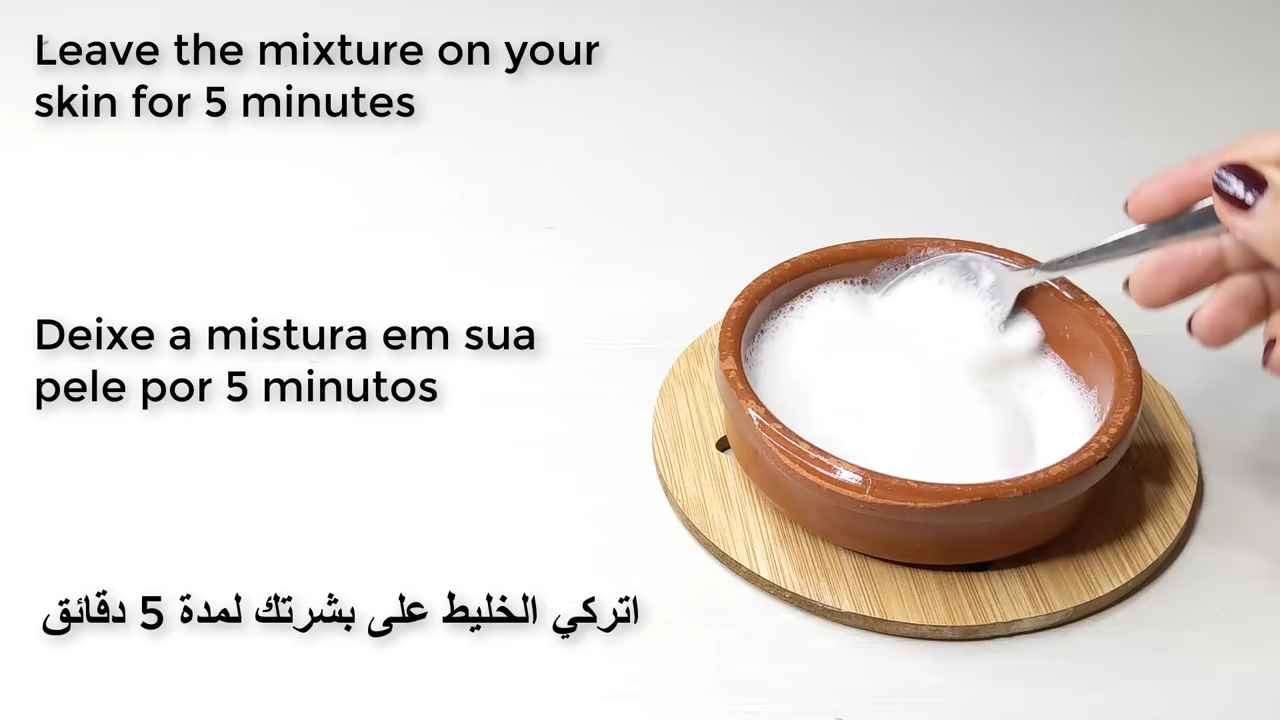 Leave the mixture on your
skin for 5 minutes
Deixe a mistura em sua
pele por 5 minutos
اتركي الخليط على بشرتك لمدة 5 دقائق